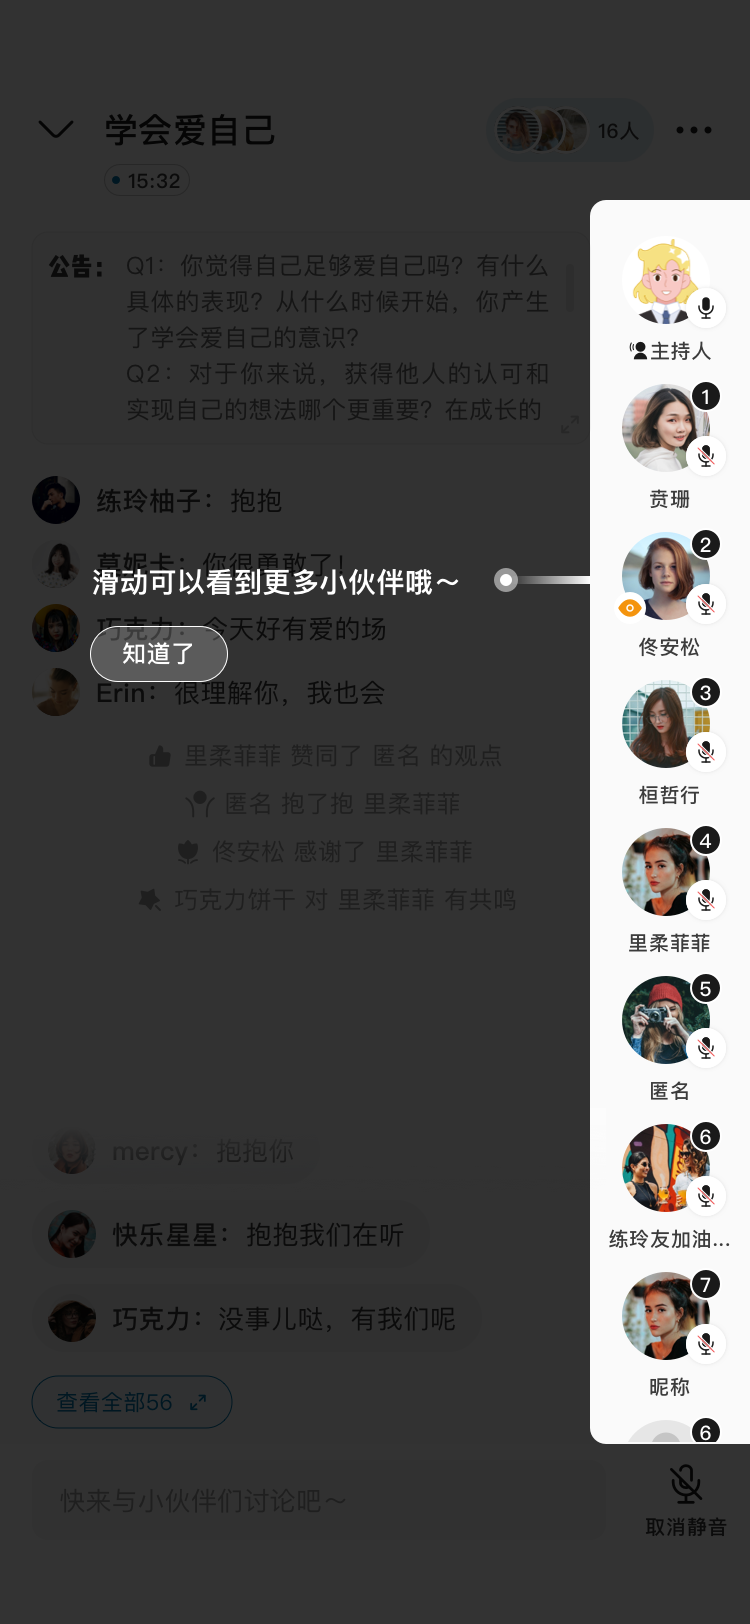 学会爱自己
16人
15:32
公告：
Q1：你觉得自己足够爱自己吗？有什么
具体的表现？从什么时候开始，你产生
了学会爱自己的意识？
Q2：对于你来说，获得他人的认可和
实现自己的想法哪个更重要？在成长的
练玲柚子：抱抱
莫妮卡：你很勇敢了！
滑动可以看到更多小伙伴哦～
巧克力：今天好有爱的场
知道了
Erin：很理解你，我也会
里柔菲菲 赞同了 匿名 的观点
匿名 抱了抱 里柔菲菲
佟安松 感谢了 里柔菲菲
巧克力饼干 对 里柔菲菲 有共鸣
mercy：抱抱你
快乐星星：抱抱我们在听
巧克力：没事儿哒，有我们呢
查看全部56
快来与小伙伴们讨论吧～
取消静音
主持人
1
贲珊
2
佟安松
3
桓哲行
4
里柔菲菲
5
匿名
6
练玲友加油...
7
昵称
6